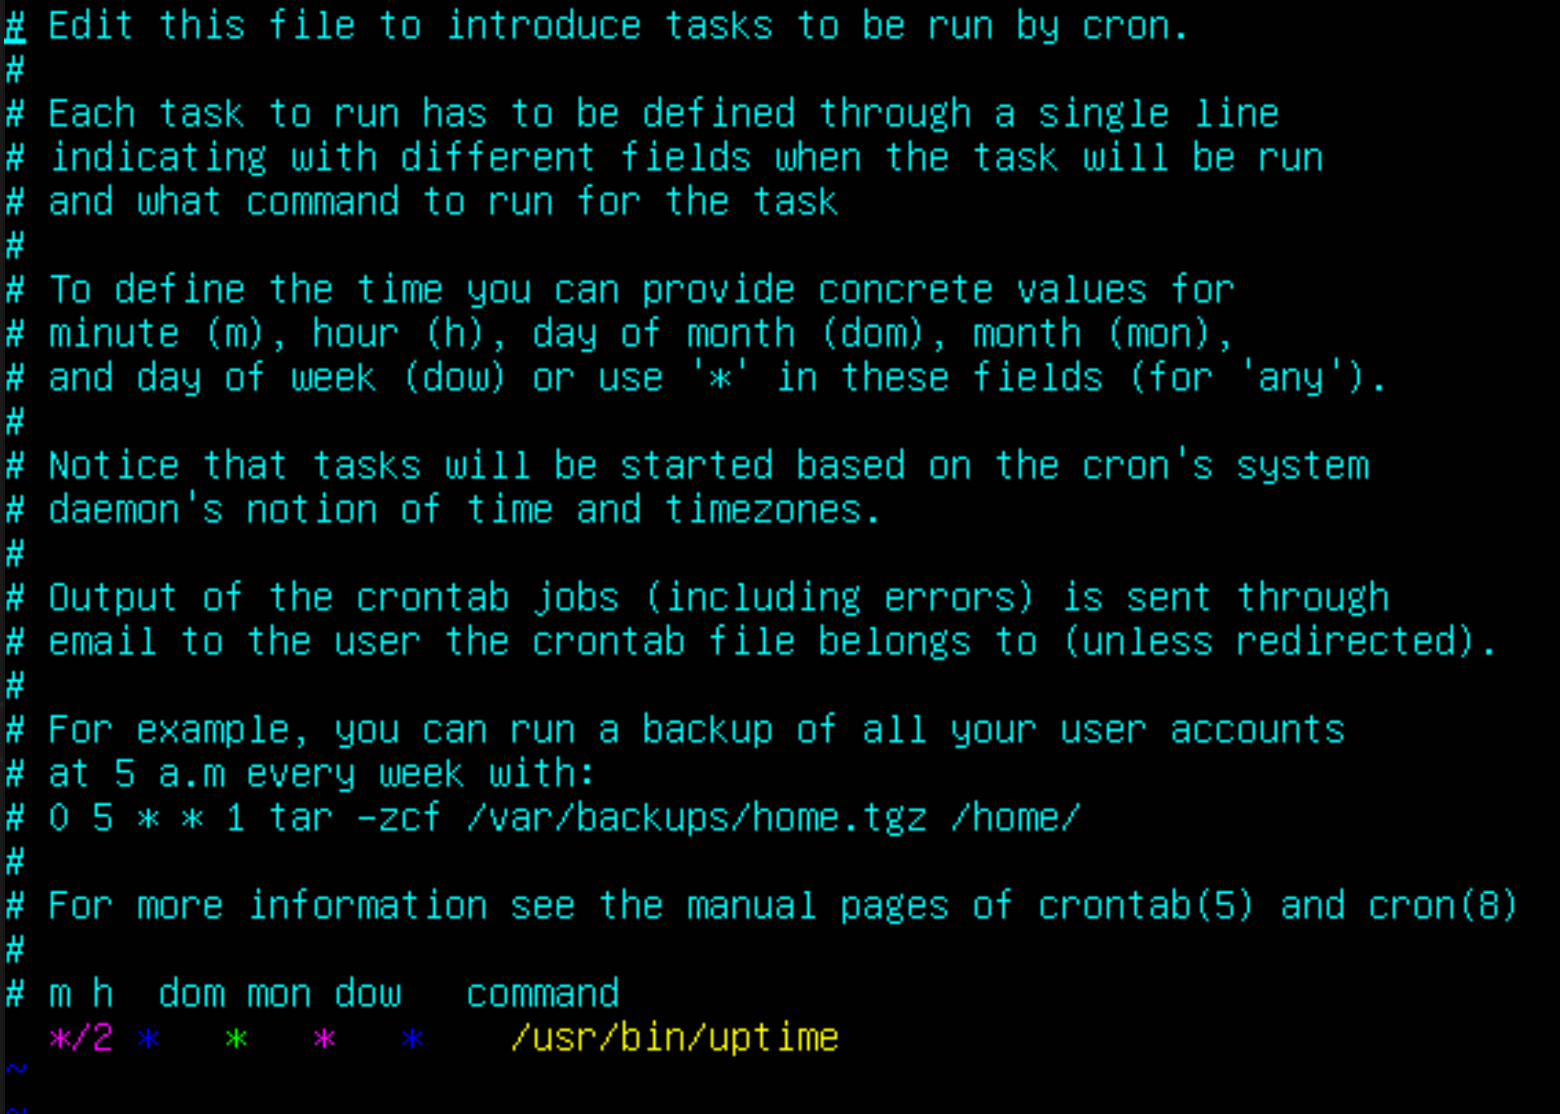 # Edit this file to introduce tasks to be run by cron.
#
# Each task to run has to be defined through a single line
# indicating with different fields when the task will be run
# and what command to run for the task
#
# To define the time you can provide concrete values for
# minute (m), hour (h), day of month (dom), month (mon),
# and day of week (dow) or use '*' in these fields (for 'any').
#
# Notice that tasks will be started based on the cron's system
# daemon's notion of time and timezones.
#
# Output of the crontab jobs (including errors) is sent through
# email to the user the crontab file belongs to (unless redirected).
#
# For example, you can run a backup of all your user accounts
# at 5 a.m every week with:
# 0 5 * * 1 tar -zcf /var/backups/home.tgz /home/
#
# For more information see the manual pages of crontab(5) and cron(8)
#
# m h  dom mon dow   command
  */2 *   *   *   *    /usr/bin/uptime
~
~